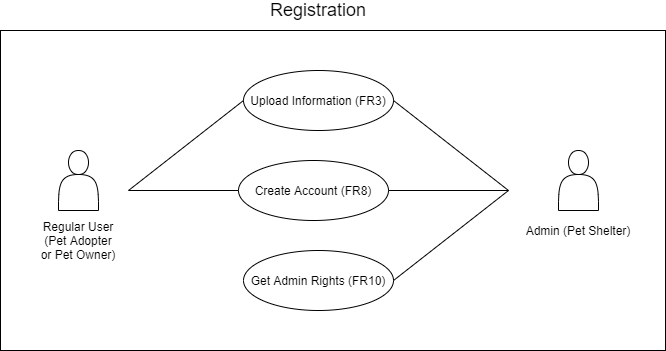 Registration
Upload Information (FR3)
Create Account (FR8)
Regular User
(Pet Adopter
or Pet Owner)
Admin (Pet Shelter)
Get Admin Rights (FR10)